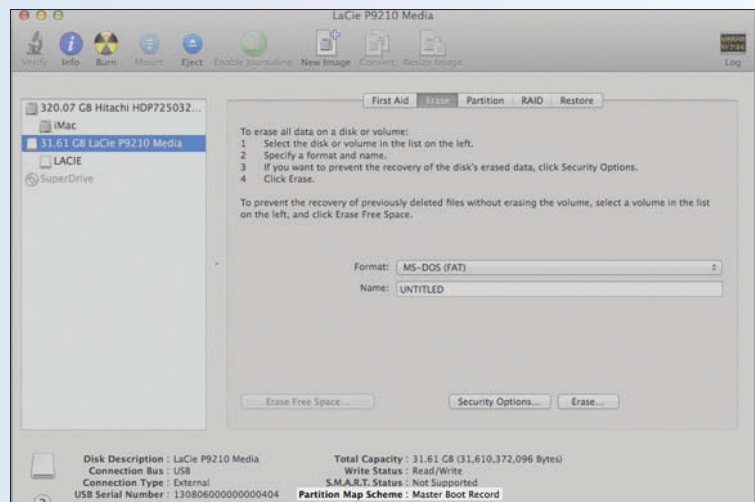 LaCie P9210 Media
Verify Info Burn Mount Eject Enable Journaling New Image Convert Resize Image Log
320.07 GB Hitachi HDP725032...
iMac
31.61 GB LaCie P9210 Media
LACIE
SuperDrive
First Aid Erase Partition RAID Restore
To erase all data on a disk or volume:
1 Select the disk or volume in the list on the left.
2 Specify a format and name.
3 If you want to prevent the recovery of the disk's erased data, click Security Options.
4 Click Erase.
To prevent the recovery of previously deleted files without erasing the volume, select a volume in the list
on the left, and click Erase Free Space.
Format: MS-DOS (FAT)
Name: UNTITLED
Erase Free Space... Security Options... Erase...
Disk Description : LaCie P9210 Media Total Capacity : 31.61 GB (31,610,372,096 Bytes)
Connection Bus : USB Write Status : Read/Write
Connection Type : External S.M.A.R.T. Status : Not Supported
USB Serial Number : 130806000000000404 Partition Map Scheme : Master Boot Record
?